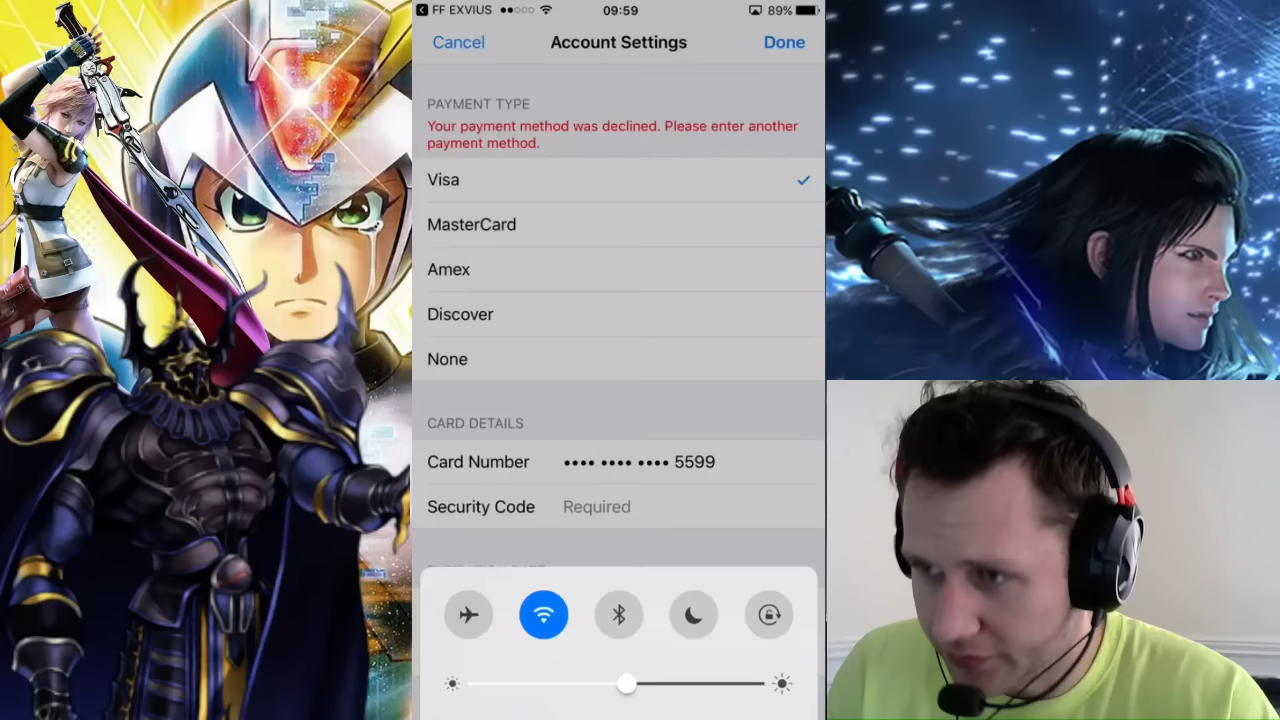 FF EXVIUS 09:59 89%
Cancel Account Settings Done
PAYMENT TYPE
Your payment method was declined. Please enter another
payment method.
Visa
MasterCard
Amex
Discover
None
CARD DETAILS
Card Number •••• •••• •••• 5599
Security Code Required